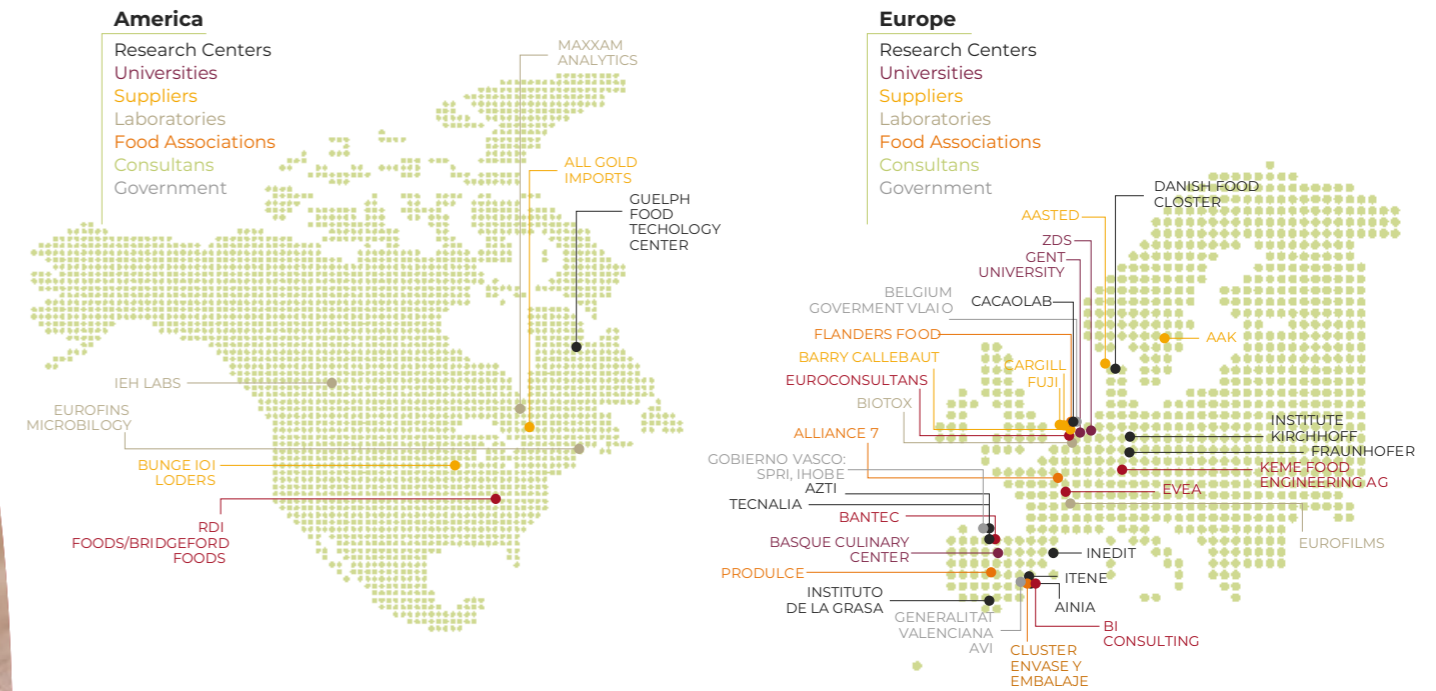 America
Research Centers
Universities
Suppliers
Laboratories
Food Associations
Consultans
Government
MAXXAM
ANALYTICS
ALL GOLD
IMPORTS
GUELPH
FOOD
TECHOLOGY
CENTER
IEH LABS
EUROFINS
MICROBILOGY
BUNGE IOI
LODERS
RDI
FOODS/BRIDGEFORD
FOODS
Europe
Research Centers
Universities
Suppliers
Laboratories
Food Associations
Consultans
Government
DANISH FOOD
CLOSTER
AASTED
ZDS
GENT
UNIVERSITY
BELGIUM
GOVERMENT VLAIO
CACAOLAB
FLANDERS FOOD
AAK
BARRY CALLEBAUT
CARGILL
FUJI
EUROCONSULTANS
BIOTOX
INSTITUTE
KIRCHHOFF
ALLIANCE 7
FRAUNHOFER
GOBIERNO VASCO:
SPRI, IHOBE
KEME FOOD
ENGINEERING AG
AZTI
EVEA
TECNALIA
BANTEC
EUROFILMS
BASQUE CULINARY
CENTER
INEDIT
PRODULCE
ITENE
INSTITUTO
DE LA GRASA
AINIA
GENERALITAT
VALENCIANA
AVI
BI
CONSULTING
CLUSTER
ENVASE Y
EMBALAJE